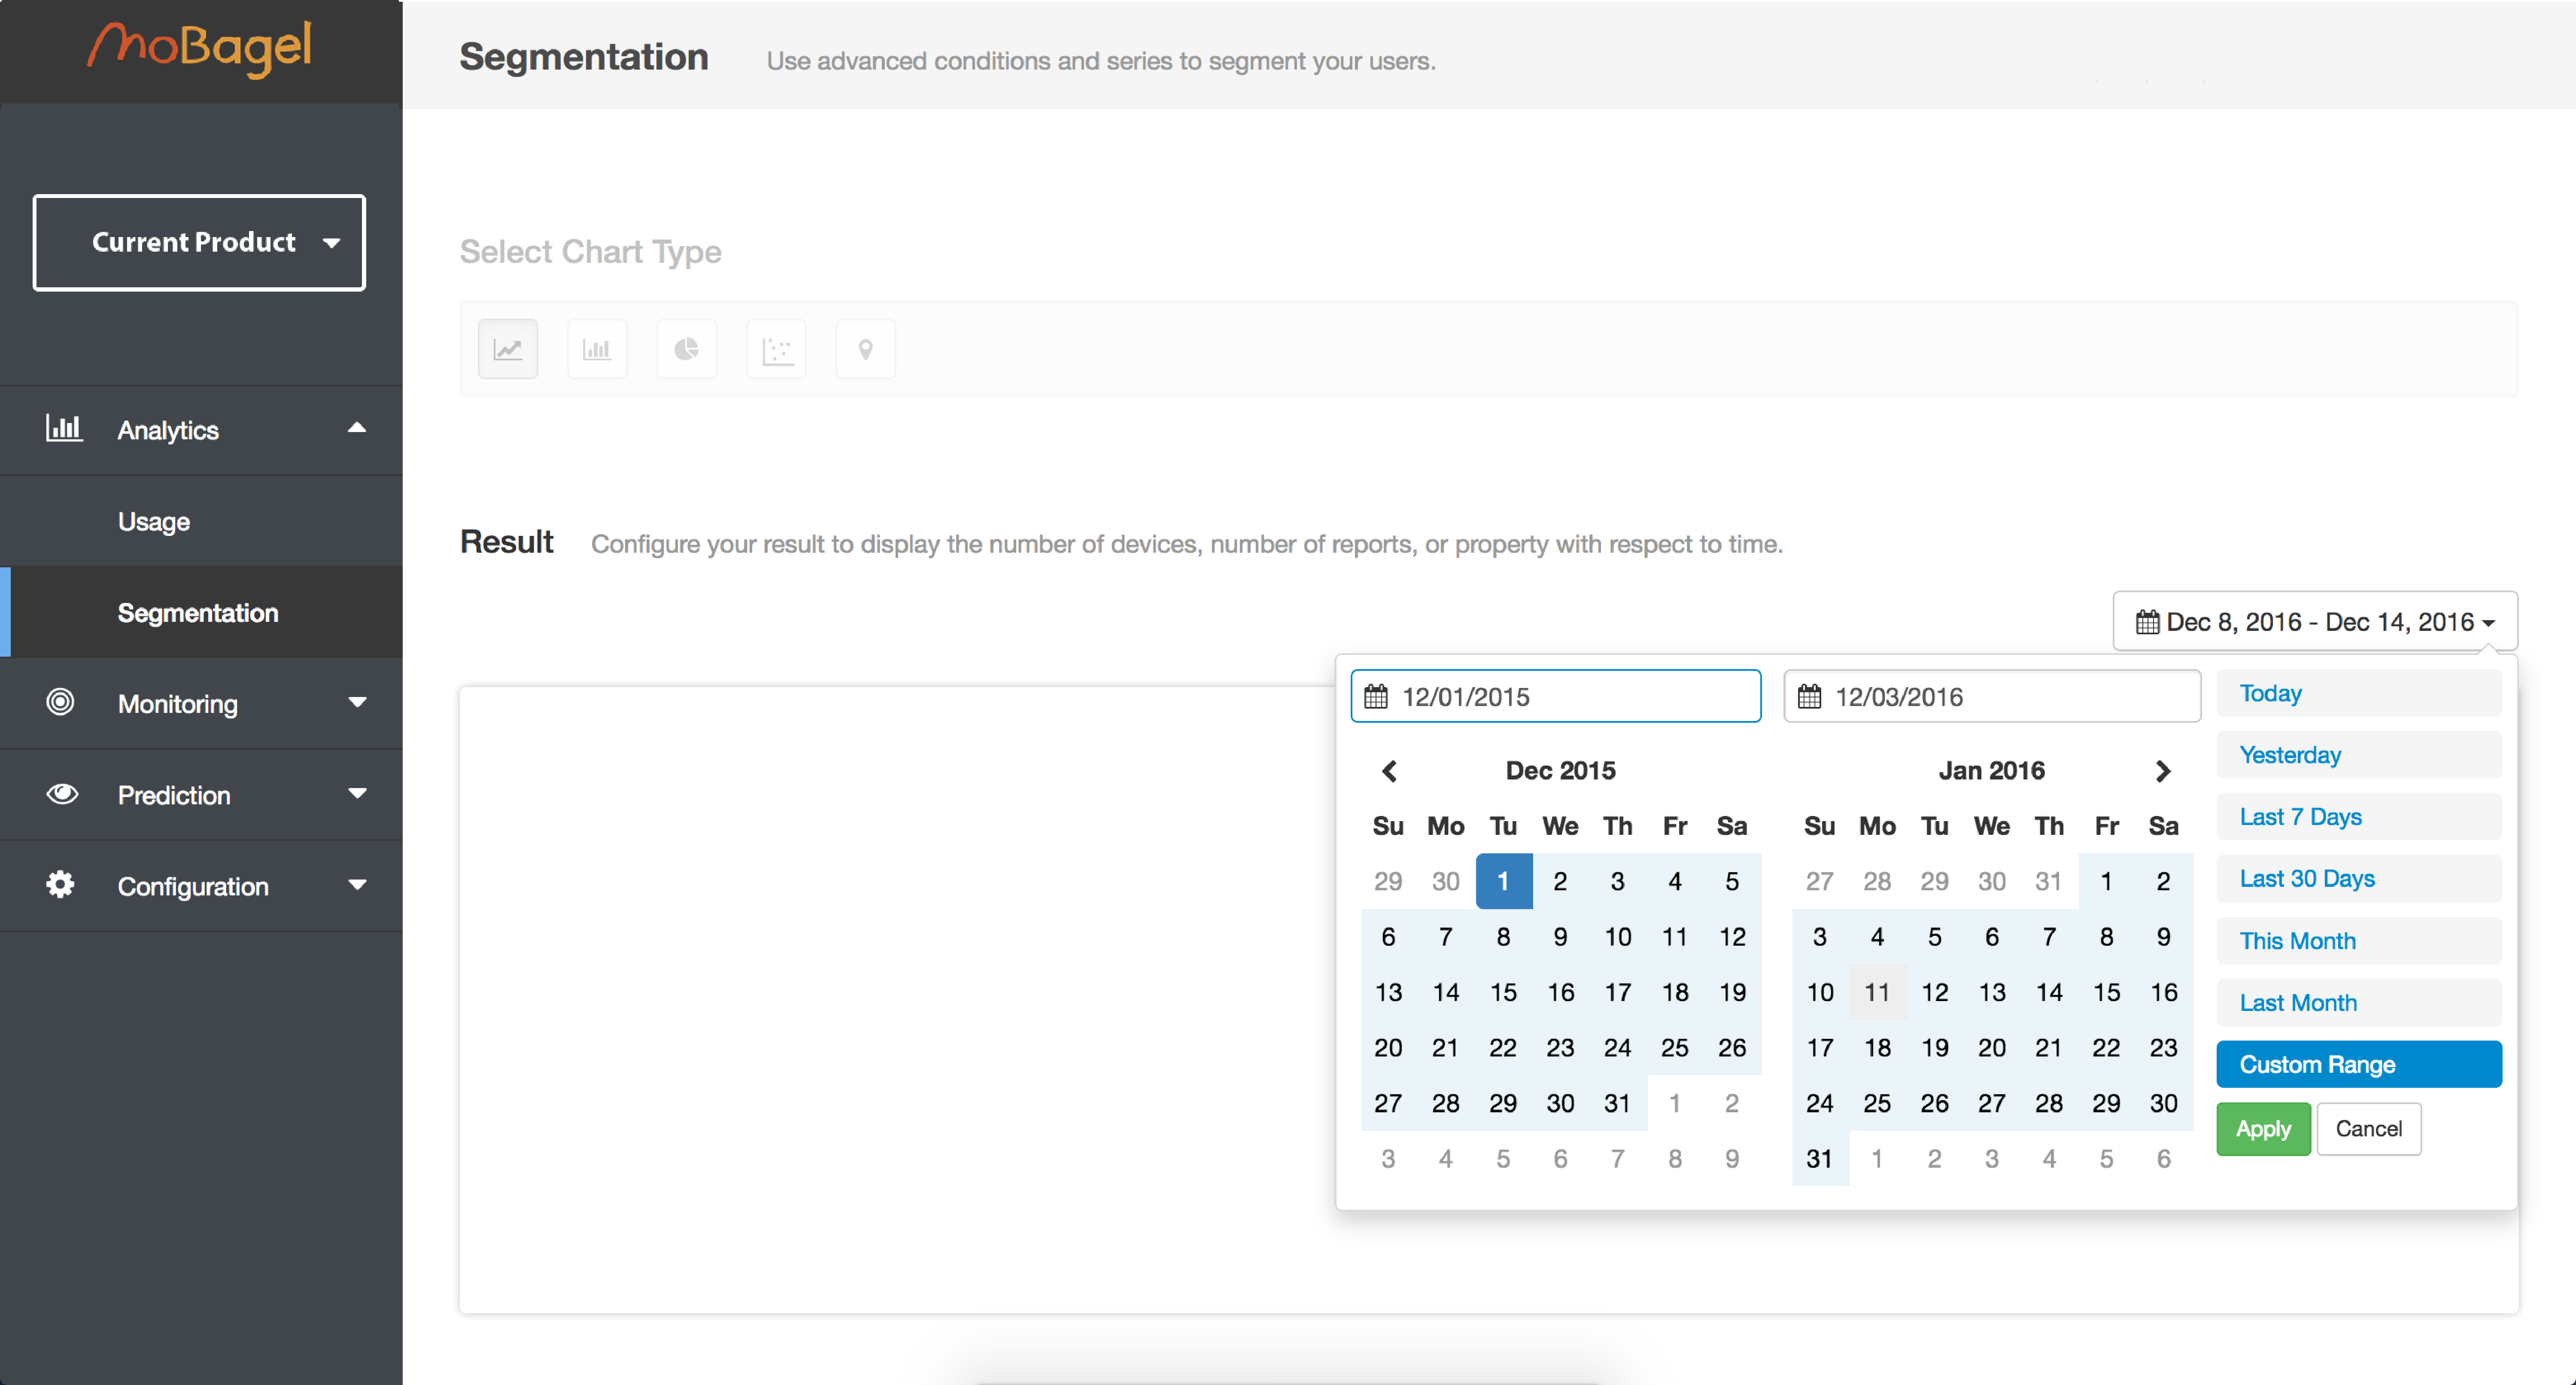 MoBagel
Segmentation Use advanced conditions and series to segment your users.
Current Product
Select Chart Type
Analytics
Usage
Segmentation
Monitoring
Prediction
Configuration
Result Configure your result to display the number of devices, number of reports, or property with respect to time.
Dec 8, 2016 - Dec 14, 2016
12/01/2015 12/03/2016
Dec 2015 Jan 2016
Su Mo Tu We Th Fr Sa Su Mo Tu We Th Fr Sa
29 30 1 2 3 4 5 27 28 29 30 31 1 2
6 7 8 9 10 11 12 3 4 5 6 7 8 9
13 14 15 16 17 18 19 10 11 12 13 14 15 16
20 21 22 23 24 25 26 17 18 19 20 21 22 23
27 28 29 30 31 1 2 24 25 26 27 28 29 30
3 4 5 6 7 8 9 31 1 2 3 4 5 6
Today
Yesterday
Last 7 Days
Last 30 Days
This Month
Last Month
Custom Range
Apply Cancel